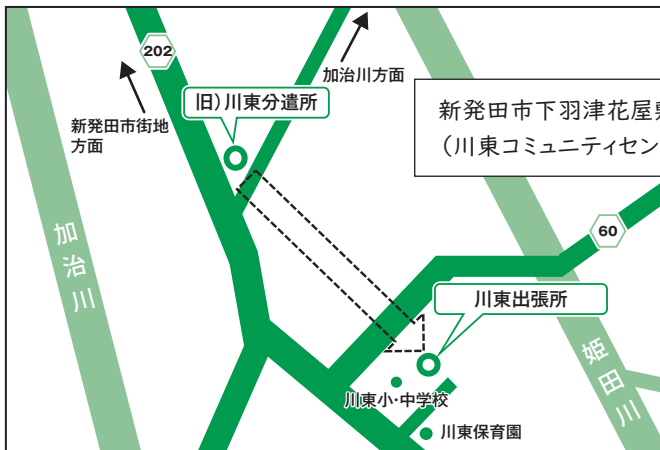 202
加治川方面
新発田市街地
方面
旧）川東分遣所
新発田市下羽津花屋
（川東コミュニティセン
加治川
60
川東出張所
姫田川
川東小・中学校
川東保育園